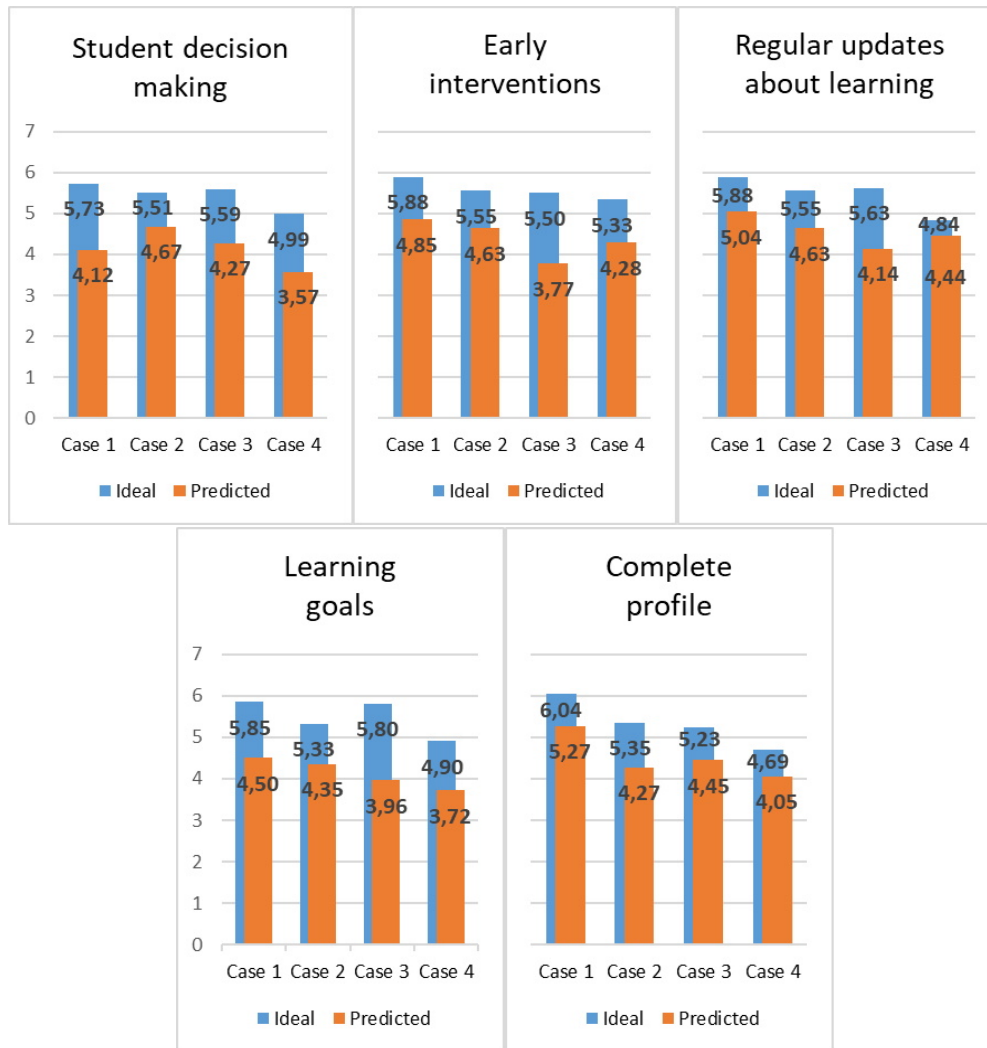 Student decision
making
7
6
5
4
3
2
1
0
5,73
5,51
5,59
4,99
4,12
4,67
4,27
3,57
Case 1 Case 2 Case 3 Case 4
Ideal Predicted
Early
interventions
5,88
5,55
5,50
5,33
4,85
4,63
3,77
4,28
Case 1 Case 2 Case 3 Case 4
Ideal Predicted
Regular updates
about learning
5,88
5,55
5,63
4,84
5,04
4,63
4,14
4,44
Case 1 Case 2 Case 3 Case 4
Ideal Predicted
Learning
goals
7
6
5
4
3
2
1
0
5,85
5,33
5,80
4,90
4,50
4,35
3,96
3,72
Case 1 Case 2 Case 3 Case 4
Ideal Predicted
Complete
profile
6,04
5,35
5,23
4,69
5,27
4,27
4,45
4,05
Case 1 Case 2 Case 3 Case 4
Ideal Predicted